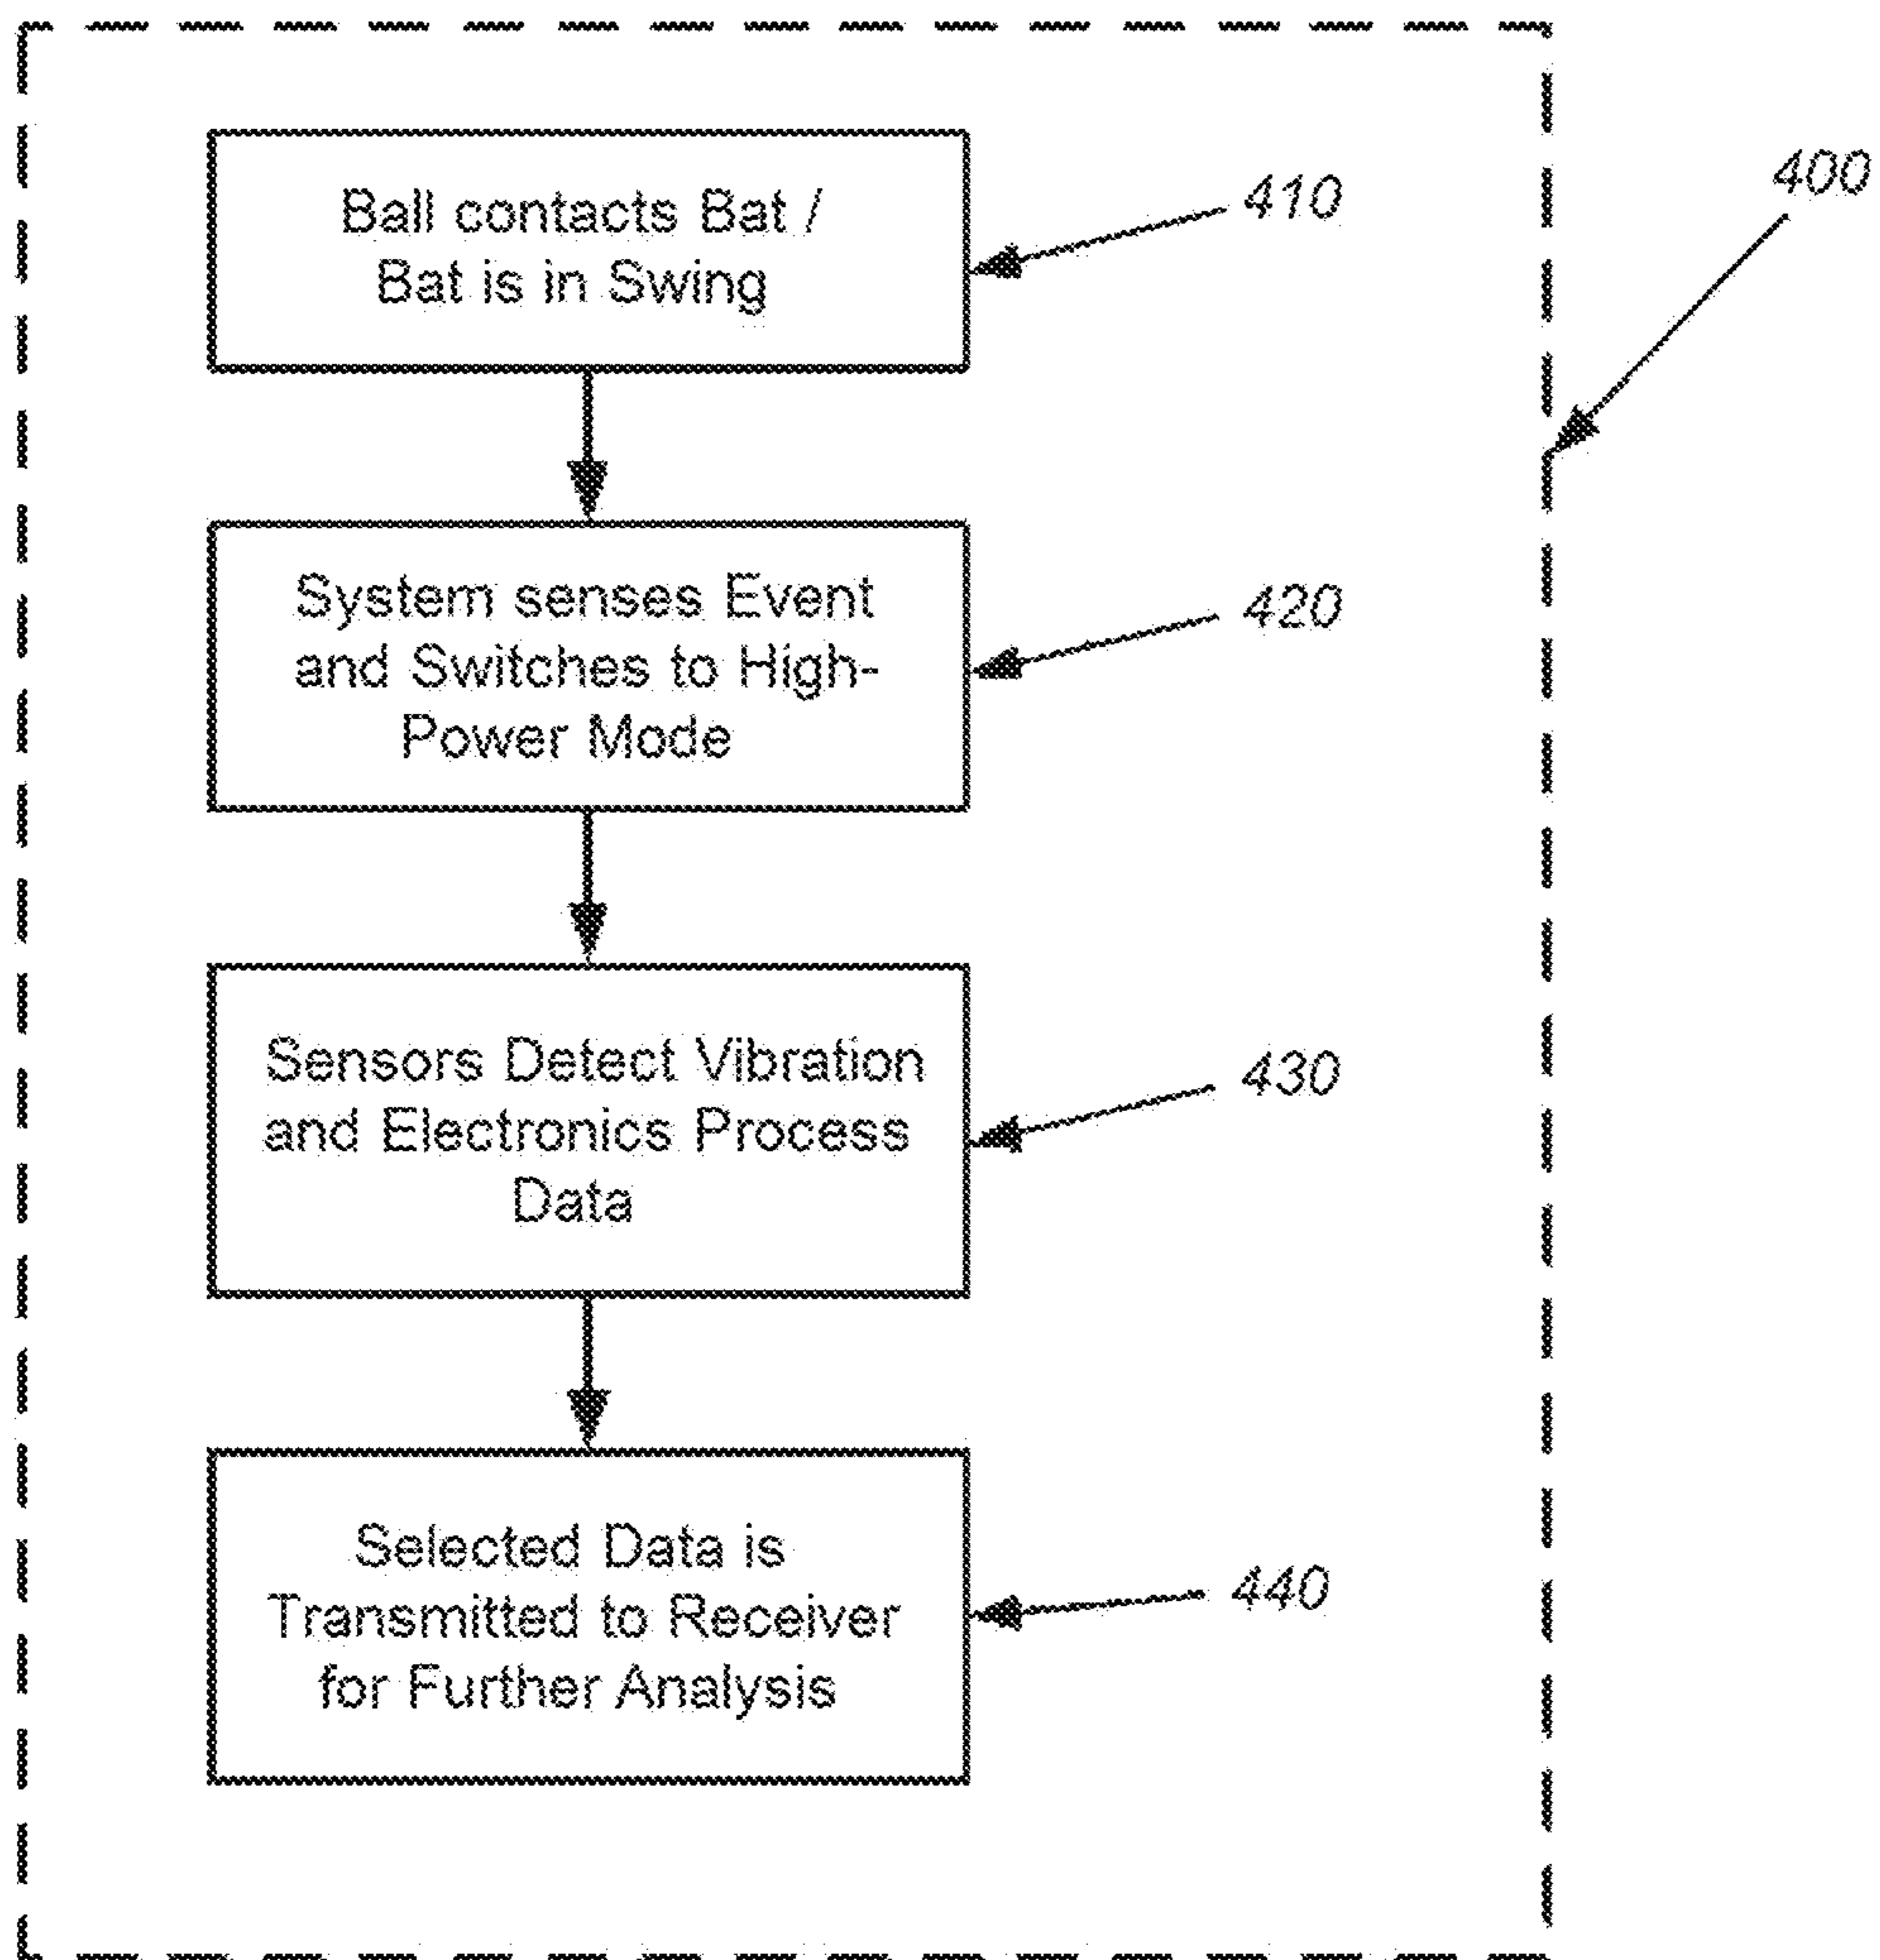 Ball contacts Bat /
Bat is in Swing
410
400
System senses Event
and Switches to High-
Power Mode
420
Sensors Detect Vibration
and Electronics Process
Data
430
Selected Data is
Transmitted to Receiver
for Further Analysis
440